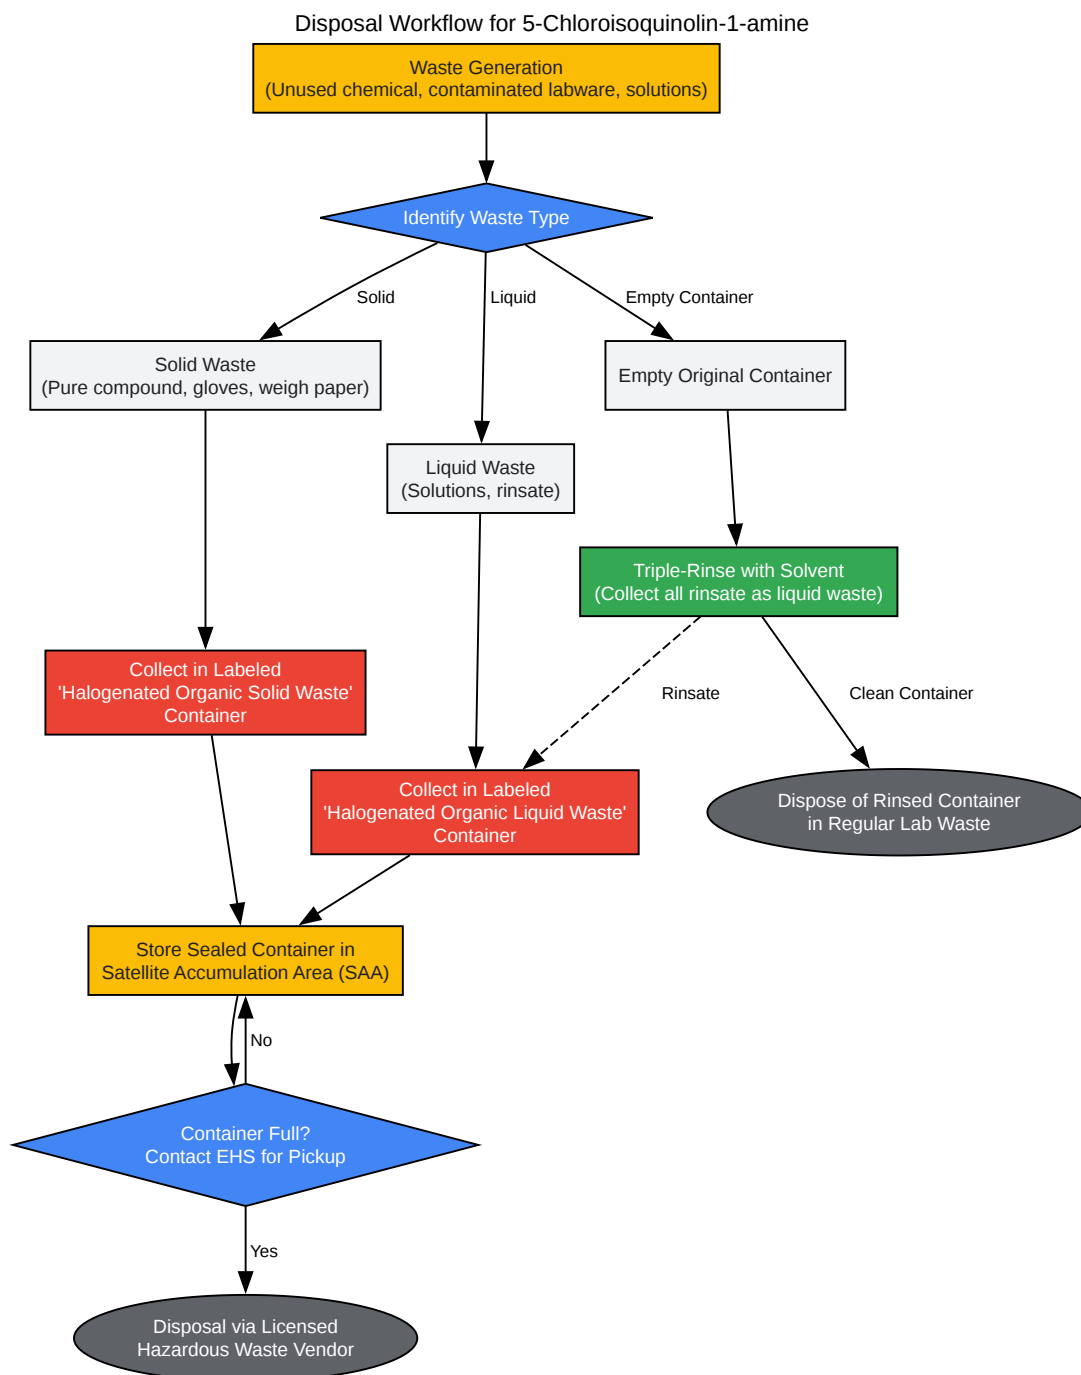 Disposal Workflow for 5-Chloroisoquinolin-1-amine
Waste Generation
(Unused chemical, contaminated labware, solutions)
Identify Waste Type
Solid
Liquid
Empty Container
Solid Waste
(Pure compound, gloves, weigh paper)
Empty Original Container
Liquid Waste
(Solutions, rinsate)
Triple-Rinse with Solvent
(Collect all rinsate as liquid waste)
Collect in Labeled
'Halogenated Organic Solid Waste'
Container
Rinsate
Clean Container
Collect in Labeled
'Halogenated Organic Liquid Waste'
Container
Dispose of Rinsed Container
in Regular Lab Waste
Store Sealed Container in
Satellite Accumulation Area (SAA)
No
Container Full?
Contact EHS for Pickup
Yes
Disposal via Licensed
Hazardous Waste Vendor